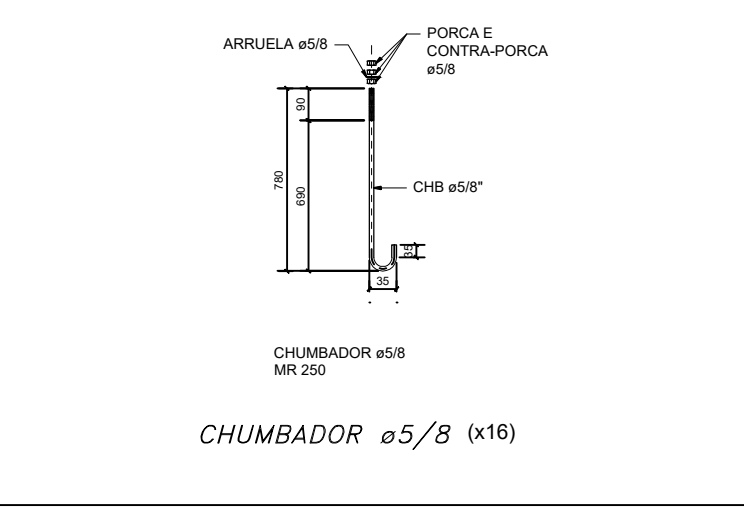 ARRUELA ø5/8
PORCA E
CONTRA-PORCA
ø5/8
90
780
690
CHB ø5/8"
35
35
CHUMBADOR ø5/8
MR 250
CHUMBADOR ø5/8 (x16)